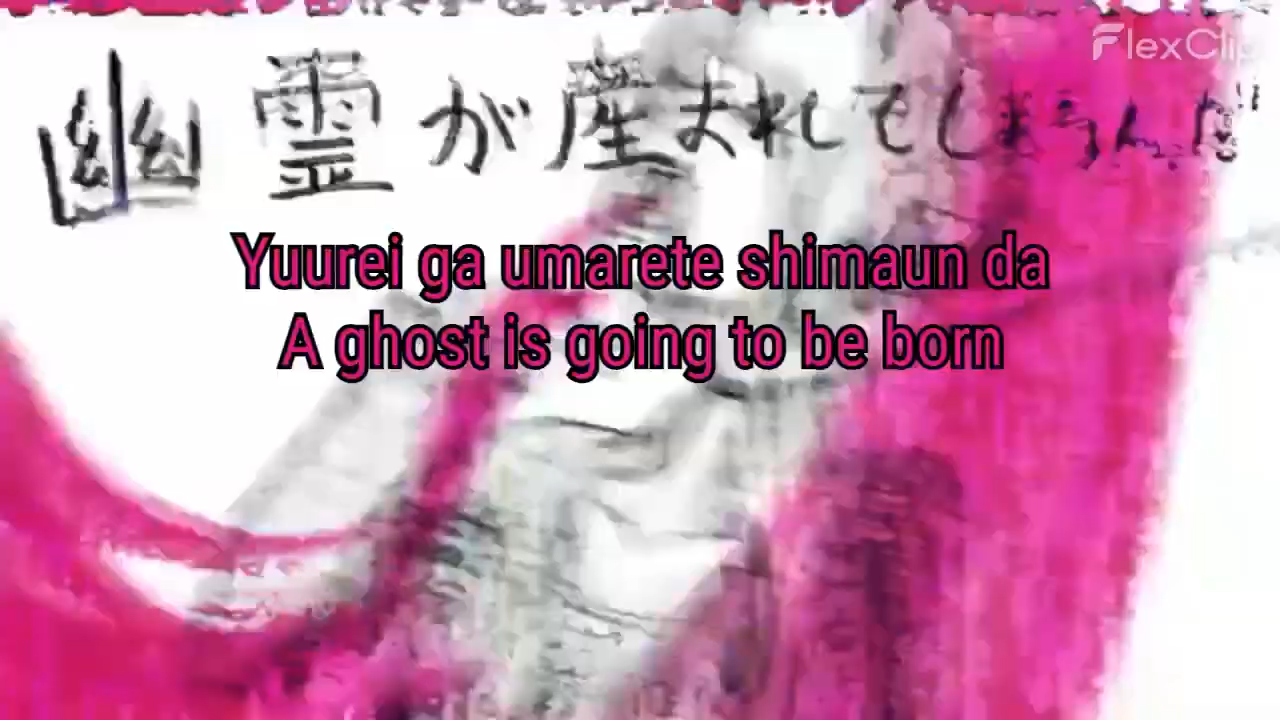 FlexClip
幽霊が産まれてしまうんだ
Yuurei ga umarete shimaun da
A ghost is going to be born